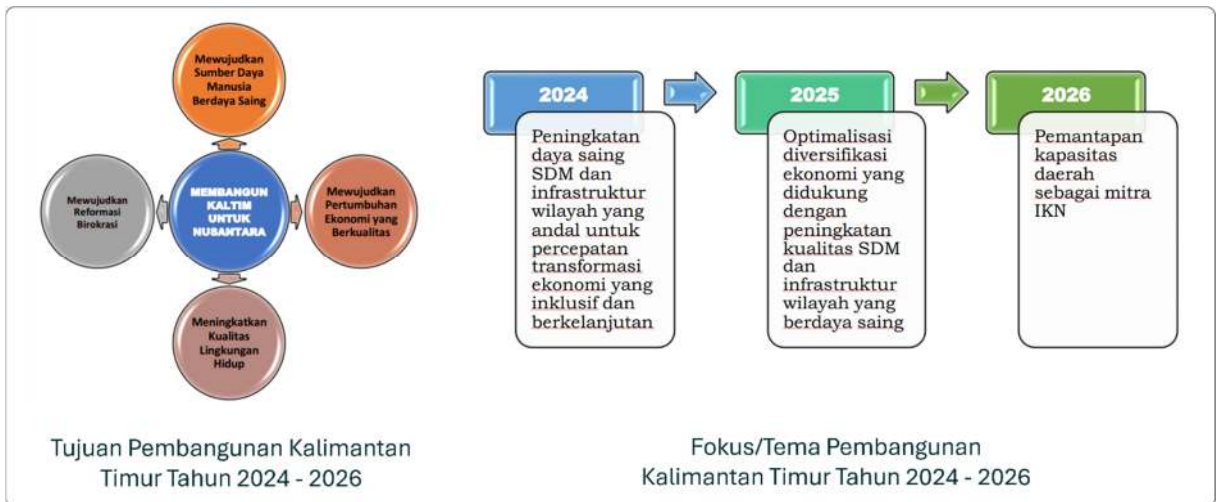 Mewujudkan
Sumber Daya
Manusia
Berdaya Saing
Mewujudkan
Reformasi
Birokrasi
MEMBANGUN
KALTIM
UNTUK
NUSANTARA
Mewujudkan
Pertumbuhan
Ekonomi yang
Berkualitas
Meningkatkan
Kualitas
Lingkungan
Hidup
Tujuan Pembangunan Kalimantan
Timur Tahun 2024 - 2026
2024
Peningkatan
daya saing
SDM dan
infrastruktur
wilayah yang
andal untuk
percepatan
transformasi
ekonomi yang
inklusif dan
berkelanjutan
2025
Optimalisasi
diversifikasi
ekonomi yang
didukung
dengan
peningkatan
kualitas SDM
dan
infrastruktur
wilayah yang
berdaya saing
2026
Pemantapan
kapasitas
daerah
sebagai mitra
IKN
Fokus/Tema Pembangunan
Kalimantan Timur Tahun 2024 - 2026